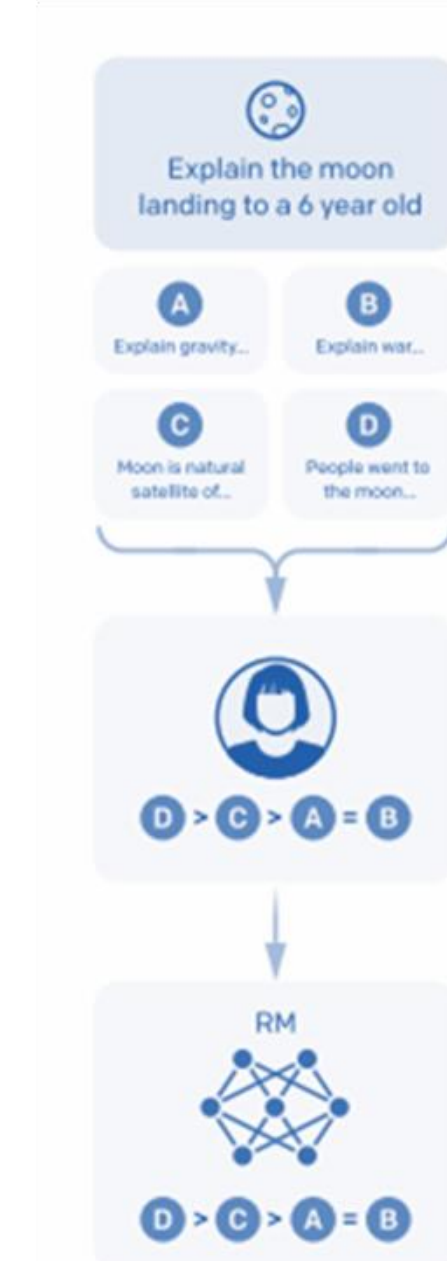 Explain the moon
landing to a 6 year old
A
B
Explain gravity...
Explain war...
C
D
Moon is natural
satellite of...
People went to
the moon...
D > C > A = B
RM
D > C > A = B